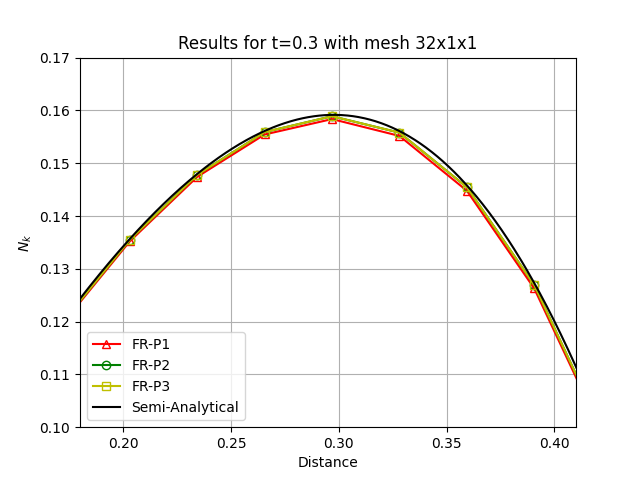 Results for t=0.3 with mesh 32x1x1
0.17
0.16
0.15
0.14
0.13
0.12
0.11
0.10
N_k
FR-P1
FR-P2
FR-P3
Semi-Analytical
0.20 0.25 0.30 0.35 0.40
Distance